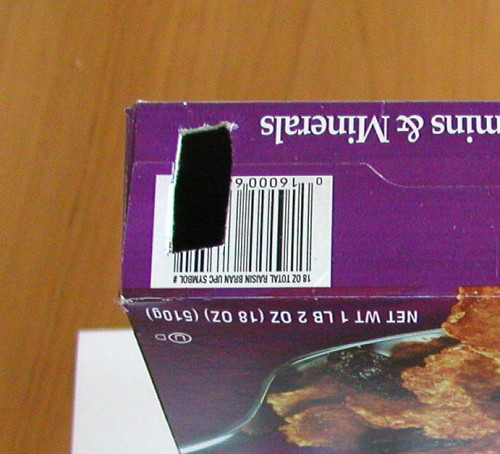 U D
NET WT 1 LB 2 OZ (18 OZ) (510g)
18 OZ TOTAL RAISIN BRAN UPC SYMBOL #
0 16000 6
mins & Minerals